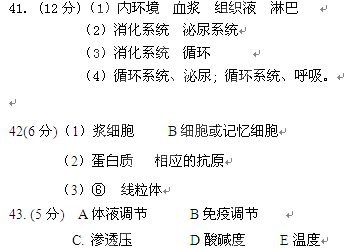 41. (12分)(1)内环境 血浆 组织液 淋巴
(2)消化系统 泌尿系统
(3)消化系统 循环
(4)循环系统、泌尿；循环系统、呼吸。
42(6分)(1)浆细胞 B细胞或记忆细胞
(2)蛋白质 相应的抗原
(3)⑥ 线粒体
43. (5分) A体液调节 B免疫调节
C. 渗透压 D酸碱度 E温度